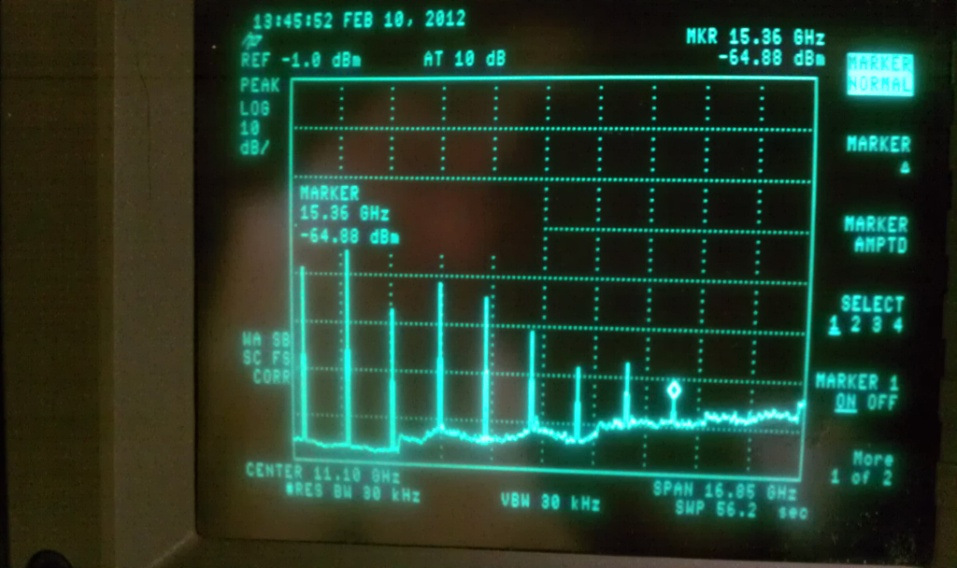 13:45:52 FEB 10, 2012
MKR 15.36 GHz
REF -1.0 dBm AT 10 dB -64.88 dBm
PEAK
LOG
10
dB/
MARKER
15.36 GHz
-64.88 dBm
WA SB
SC FS
CORR
CENTER 11.10 GHz SPAN 16.85 GHz
#RES BW 30 kHz VBW 30 kHz SWP 56.2 sec
MARKER
NORMAL
MARKER
Δ
MARKER
AMPTD
SELECT
1 2 3 4
MARKER 1
ON OFF
More
1 of 2